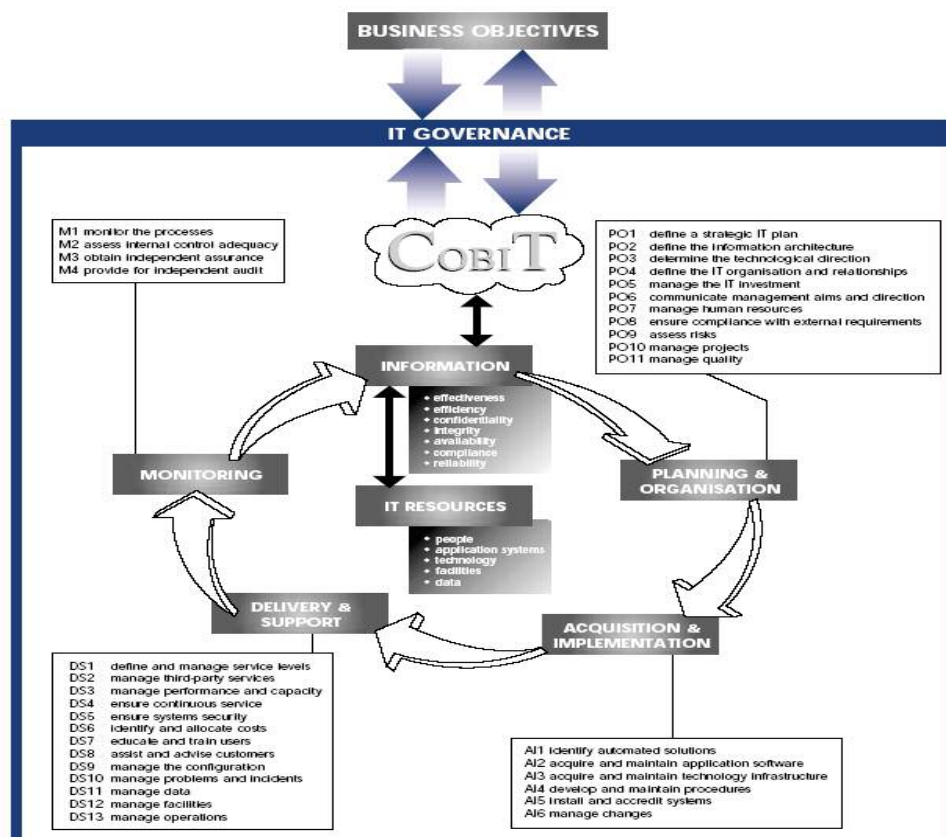 BUSINESS OBJECTIVES
IT GOVERNANCE
COBIT
M1 monitor the processes
M2 assess internal control adequacy
M3 obtain independent assurance
M4 provide for independent audit
PO1 define a strategic IT plan
PO2 define the information architecture
PO3 determine the technological direction
PO4 define the IT organisation and relationships
PO5 manage the IT investment
PO6 communicate management aims and direction
PO7 manage human resources
PO8 ensure compliance with external requirements
PO9 assess risks
PO10 manage projects
PO11 manage quality
INFORMATION
• effectiveness
• efficiency
• confidentiality
• integrity
• availability
• compliance
• reliability
MONITORING
PLANNING &
ORGANISATION
IT RESOURCES
• people
• application systems
• technology
• facilities
• data
DELIVERY &
SUPPORT
ACQUISITION &
IMPLEMENTATION
DS1 define and manage service levels
DS2 manage third-party services
DS3 manage performance and capacity
DS4 ensure continuous service
DS5 ensure systems security
DS6 identify and allocate costs
DS7 educate and train users
DS8 assist and advise customers
DS9 manage the configuration
DS10 manage problems and incidents
DS11 manage data
DS12 manage facilities
DS13 manage operations
AI1 identify automated solutions
AI2 acquire and maintain application software
AI3 acquire and maintain technology infrastructure
AI4 develop and maintain procedures
AI5 install and accredit systems
AI6 manage changes